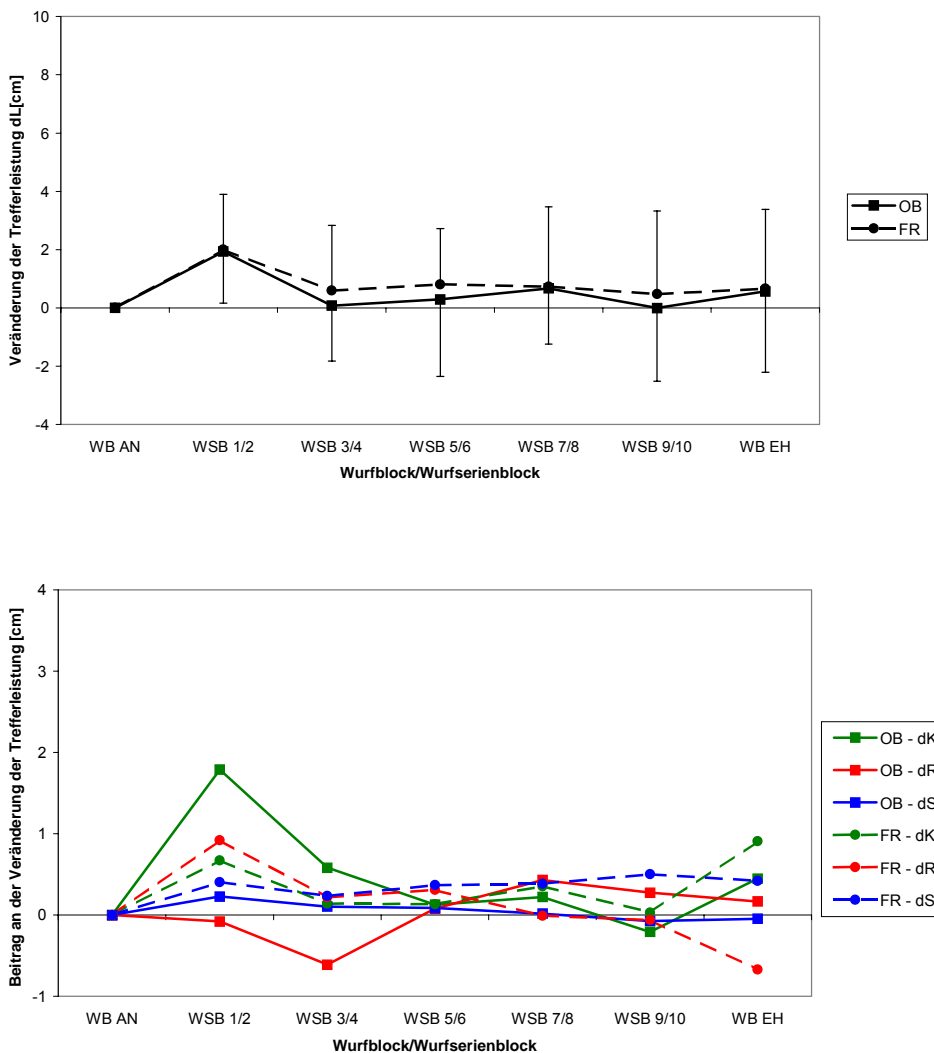 Veränderung der Trefferleistung dL[cm]
10
8
6
4
2
0
-2
-4
WB AN WSB 1/2 WSB 3/4 WSB 5/6 WSB 7/8 WSB 9/10 WB EH
Wurfblock/Wurfserienblock
OB
FR
Beitrag an der Veränderung der Trefferleistung [cm]
4
3
2
1
0
-1
WB AN WSB 1/2 WSB 3/4 WSB 5/6 WSB 7/8 WSB 9/10 WB EH
Wurfblock/Wurfserienblock
OB - dK
OB - dR
OB - dS
FR - dK
FR - dR
FR - dS